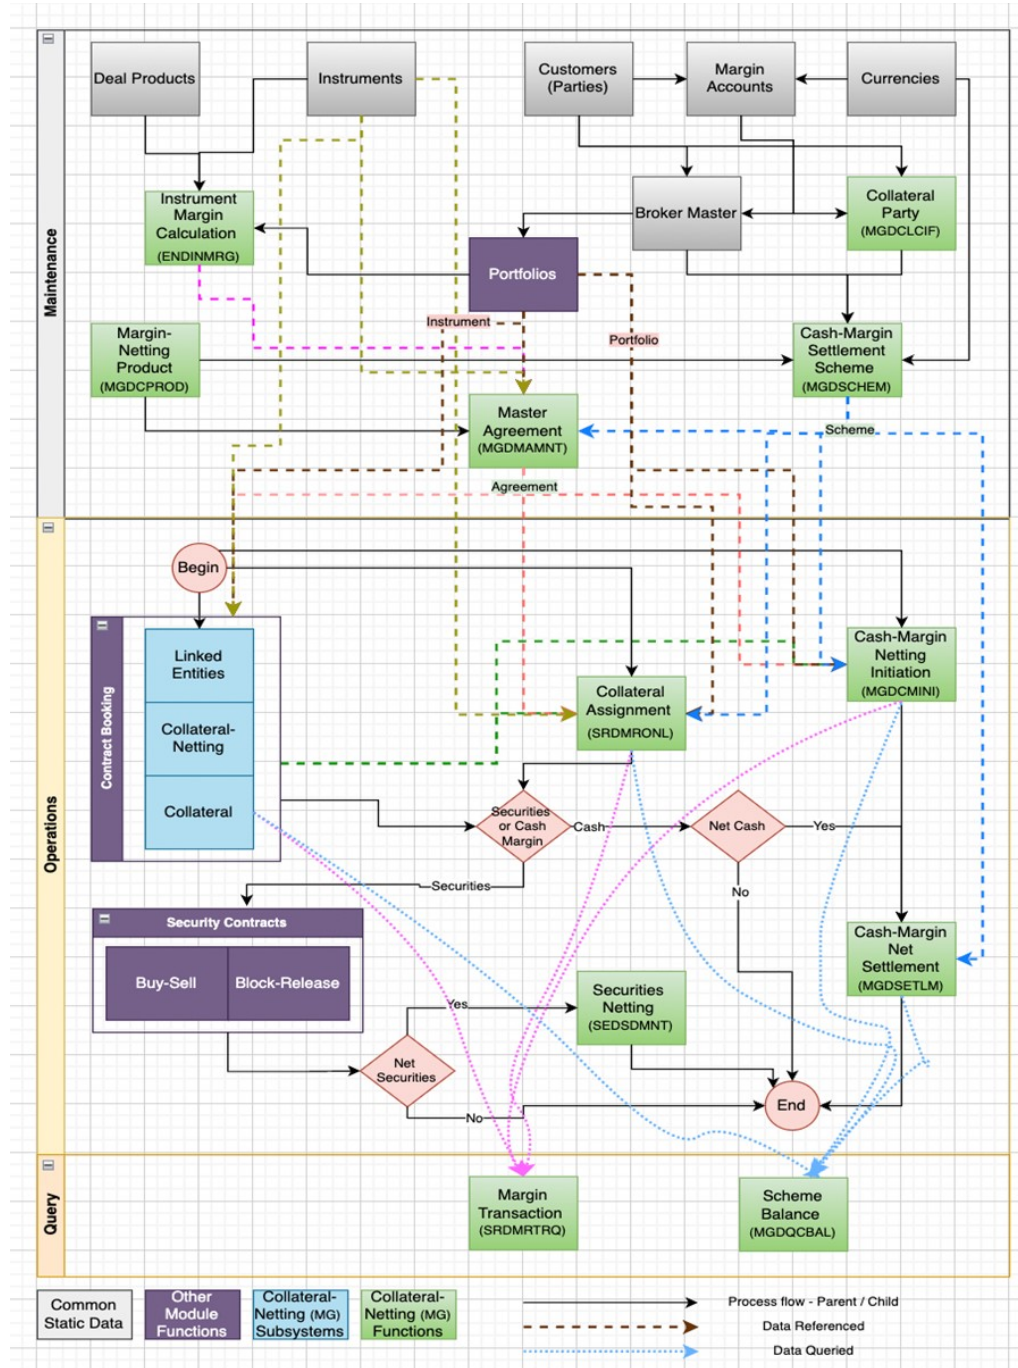 Maintenance
Deal Products
Instruments
Customers
(Parties)
Margin
Accounts
Currencies
Instrument
Margin
Calculation
(ENDINMRG)
Broker Master
Collateral
Party
(MGDCLCIF)
Portfolios
Instrument
Portfolio
Margin-
Netting
Product
(MGDCPROD)
Cash-Margin
Settlement
Scheme
(MGDSCHEM)
Master
Agreement
(MGDMAMNT)
Scheme
Agreement
Operations
Begin
Contract Booking
Linked
Entities
Collateral-
Netting
Collateral
Collateral
Assignment
(SRDMRONL)
Cash-Margin
Netting
Initiation
(MGDCMINI)
Securities
or Cash
Margin
Cash
Net Cash
Yes
No
Securities
Security Contracts
Buy-Sell
Block-Release
Cash-Margin
Net
Settlement
(MGDSETLM)
Securities
Netting
(SEDSDMNT)
Yes
Net
Securities
No
End
Query
Margin
Transaction
(SRDMRTRQ)
Scheme
Balance
(MGDQCBAL)
Common
Static Data
Other
Module
Functions
Collateral-
Netting (MG)
Subsystems
Collateral-
Netting (MG)
Functions
Process flow - Parent / Child
Data Referenced
Data Queried